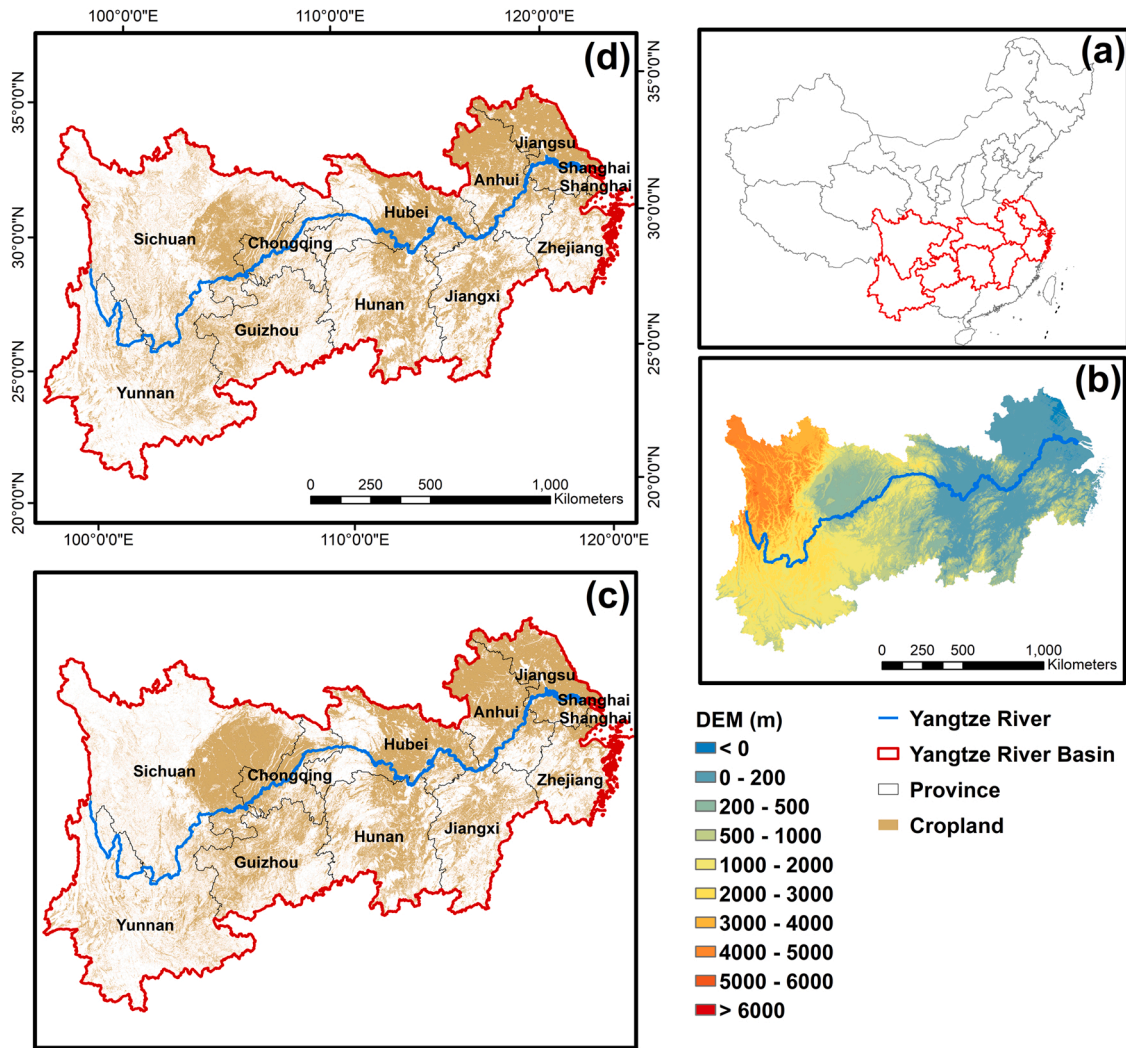 100°0'0"E
110°0'0"E
120°0'0"E
(d)
35°0'0"N
30°0'0"N
25°0'0"N
20°0'0"N
35°0'0"N
30°0'0"N
25°0'0"N
20°0'0"N
Jiangsu
Shanghai
Anhui
Shanghai
Hubei
Sichuan
Chongqing
Zhejiang
Hunan
Jiangxi
Guizhou
Yunnan
0 250 500 1,000
Kilometers
100°0'0"E
110°0'0"E
120°0'0"E
(a)
(b)
0 250 500 1,000
Kilometers
(c)
Jiangsu
Shanghai
Anhui
Shanghai
Hubei
Sichuan
Chongqing
Zhejiang
Hunan
Jiangxi
Guizhou
Yunnan
DEM (m)
< 0
0 - 200
200 - 500
500 - 1000
1000 - 2000
2000 - 3000
3000 - 4000
4000 - 5000
5000 - 6000
> 6000
Yangtze River
Yangtze River Basin
Province
Cropland